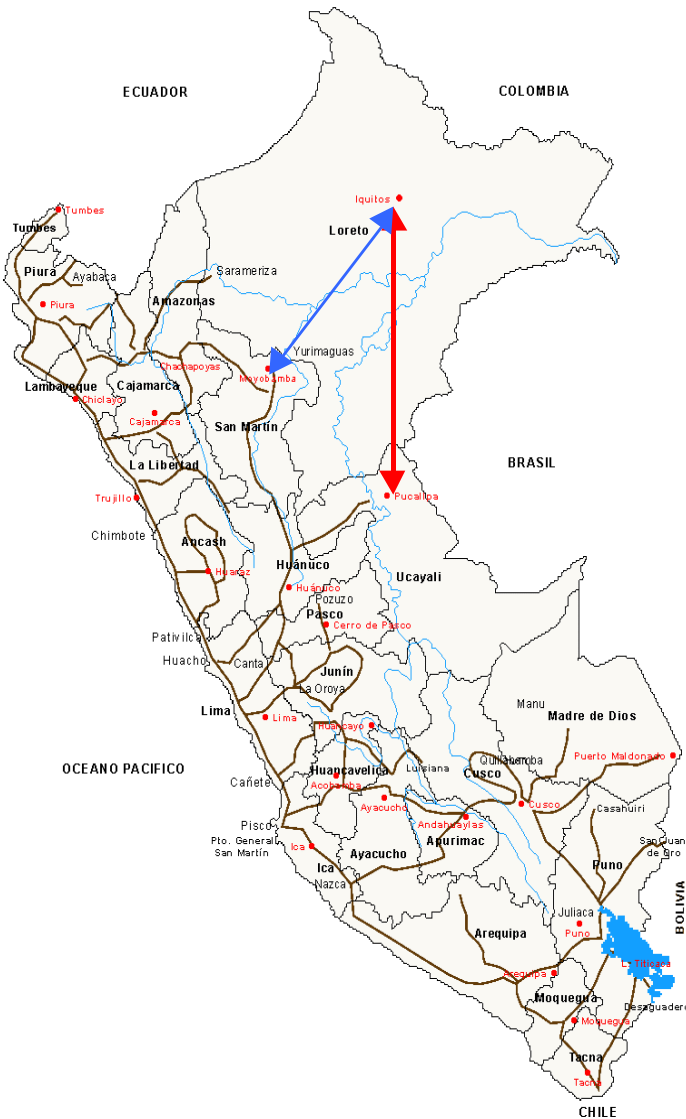 ECUADOR
COLOMBIA
Iquitos
Tumbes
Loreto
Tumbes
Piura
Ayabaca
Sarameriza
Amazonas
Piura
Yurimaguas
Chachapoyas
Moyobamba
Lambayeque
Cajamarca
Chiclayo
Cajamarca
San Martín
La Libertad
BRASIL
Trujillo
Pucallpa
Chimbote
Ancash
Huánuco
Huaraz
Ucayali
Huánuco
Pozuzo
Pasco
Cerro de Pasco
Pativilca
Huacho
Canta
Junín
La Oroya
Manu
Lima
Lima
Madre de Dios
Huancayo
Puerto Maldonado
OCEANO PACIFICO
Huancavelica
Luisiana
Cusco
Cañete
Acobamba
Ayacucho
Cusco
Casahuiri
Pisco
Andahuaylas
Pto. General
San Martín
Ica
Ayacucho
Apurimac
San Juan
de Oro
Ica
Nazca
Puno
BOLIVIA
Juliaca
Arequipa
Puno
L. Titicaca
Arequipa
Moquegua
Desaguadero
Moquegua
Tacna
Tacna
CHILE